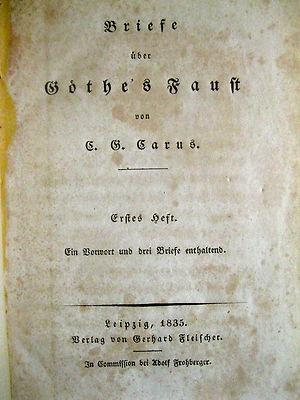 Briefe
über
Göthe's Faust
von
C. G. Carus.
Erstes Heft.
Ein Vorwort und drei Briefe enthaltend.
Leipzig, 1835.
Verlag von Gerhard Fleischer.
In Commission bei Adolf Frohberger.